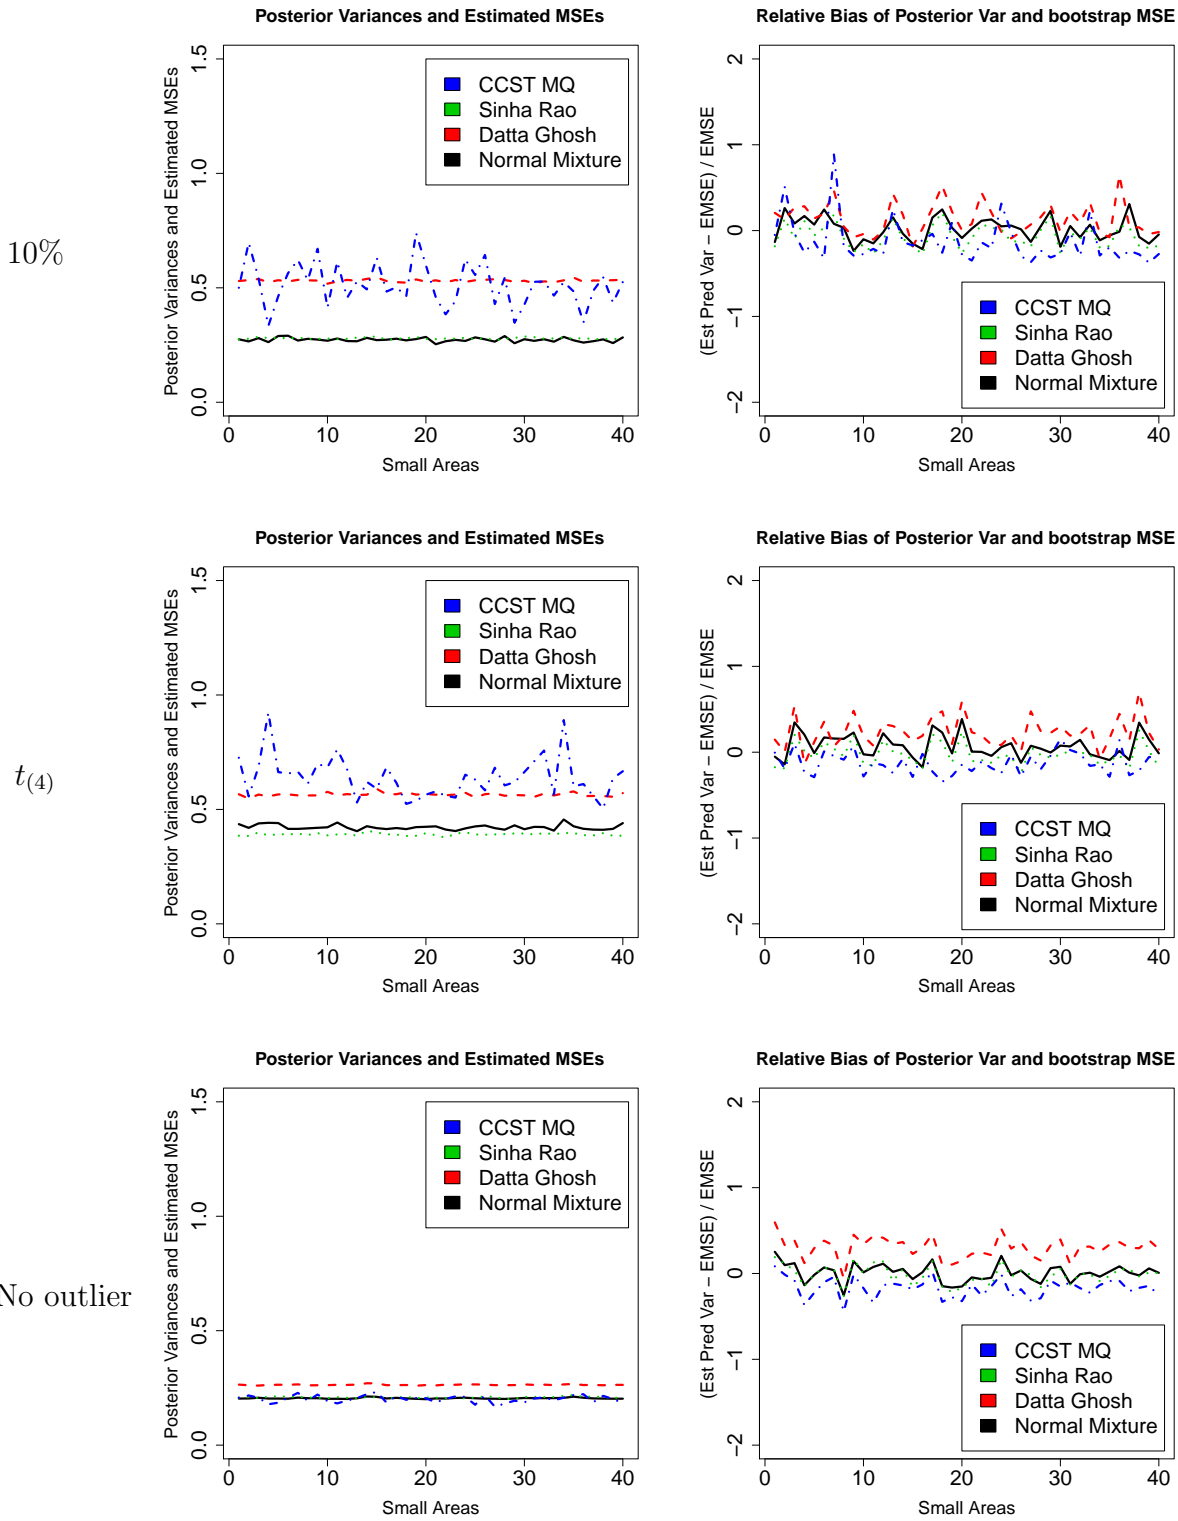 Posterior Variances and Estimated MSEs
Relative Bias of Posterior Var and bootstrap MSE
10%
Posterior Variances and Estimated MSEs
0.0 0.5 1.0 1.5
CCST MQ
Sinha Rao
Datta Ghosh
Normal Mixture
0 10 20 30 40
Small Areas
(Est Pred Var – EMSE) / EMSE
−2 −1 0 1 2
CCST MQ
Sinha Rao
Datta Ghosh
Normal Mixture
0 10 20 30 40
Small Areas
Posterior Variances and Estimated MSEs
Relative Bias of Posterior Var and bootstrap MSE
t(4)
Posterior Variances and Estimated MSEs
0.0 0.5 1.0 1.5
CCST MQ
Sinha Rao
Datta Ghosh
Normal Mixture
0 10 20 30 40
Small Areas
(Est Pred Var – EMSE) / EMSE
−2 −1 0 1 2
CCST MQ
Sinha Rao
Datta Ghosh
Normal Mixture
0 10 20 30 40
Small Areas
Posterior Variances and Estimated MSEs
Relative Bias of Posterior Var and bootstrap MSE
No outlier
Posterior Variances and Estimated MSEs
0.0 0.5 1.0 1.5
CCST MQ
Sinha Rao
Datta Ghosh
Normal Mixture
0 10 20 30 40
Small Areas
(Est Pred Var – EMSE) / EMSE
−2 −1 0 1 2
CCST MQ
Sinha Rao
Datta Ghosh
Normal Mixture
0 10 20 30 40
Small Areas